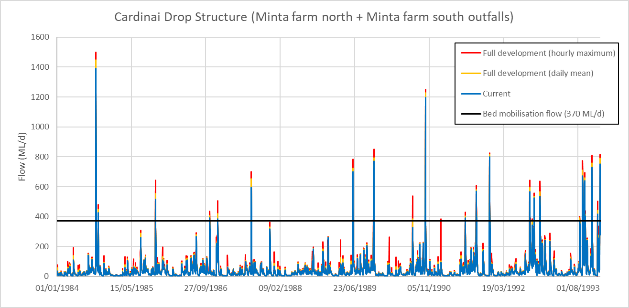 Cardinai Drop Structure (Minta farm north + Minta farm south outfalls)
1600
1400
1200
1000
800
600
400
200
0
Flow (ML/d)
Full development (hourly maximum)
Full development (daily mean)
Current
Bed mobilisation flow (370 ML/d)
01/01/1984
15/05/1985
27/09/1986
09/02/1988
23/06/1989
05/11/1990
19/03/1992
01/08/1993